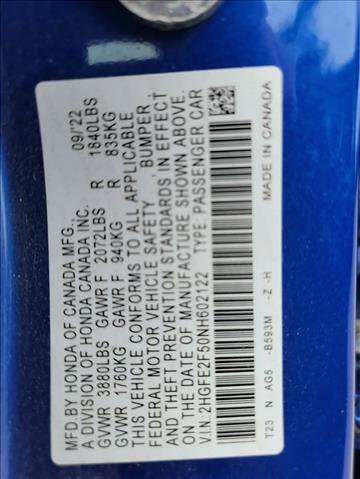 MFD.BY HONDA OF CANADA MFG., 09/'22
A DIVISION OF HONDA CANADA INC.
GVWR 3880LBS GAWR F 2072LBS R 1840LBS
GVWR 1760KG GAWR F 940KG R 835KG
THIS VEHICLE CONFORMS TO ALL APPLICABLE
FEDERAL MOTOR VEHICLE SAFETY, BUMPER
AND THEFT PREVENTION STANDARDS IN EFFECT
ON THE DATE OF MANUFACTURE SHOWN ABOVE.
V.I.N.:2HGFE2F50NH602122 TYPE: PASSENGER CAR
T23 N AG5 -B593M -Z -H MADE IN CANADA